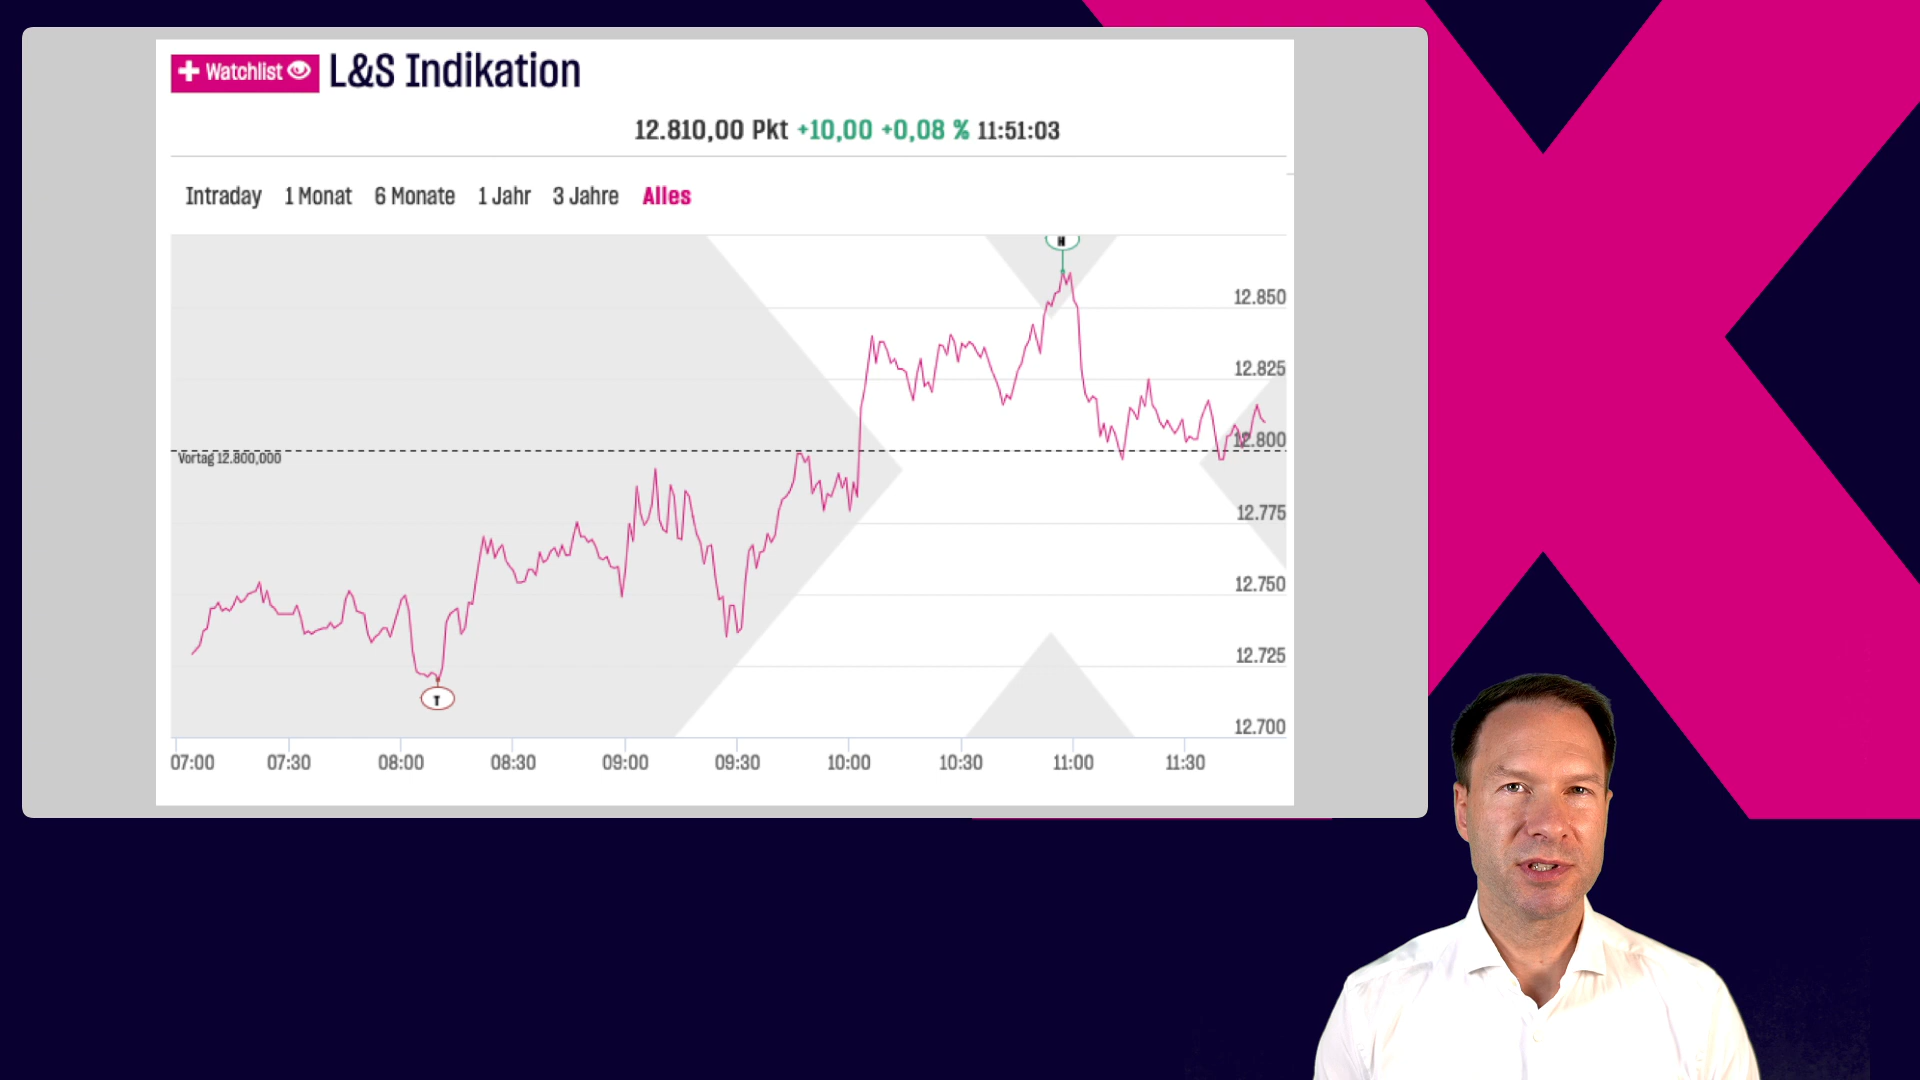 Watchlist L&S Indikation
12.810,00 Pkt +10,00 +0,08 % 11:51:03
Intraday 1 Monat 6 Monate 1 Jahr 3 Jahre Alles
H
12.850
12.825
12.800
Vortag 12.800,000
12.775
12.750
12.725
T
12.700
07:00 07:30 08:00 08:30 09:00 09:30 10:00 10:30 11:00 11:30